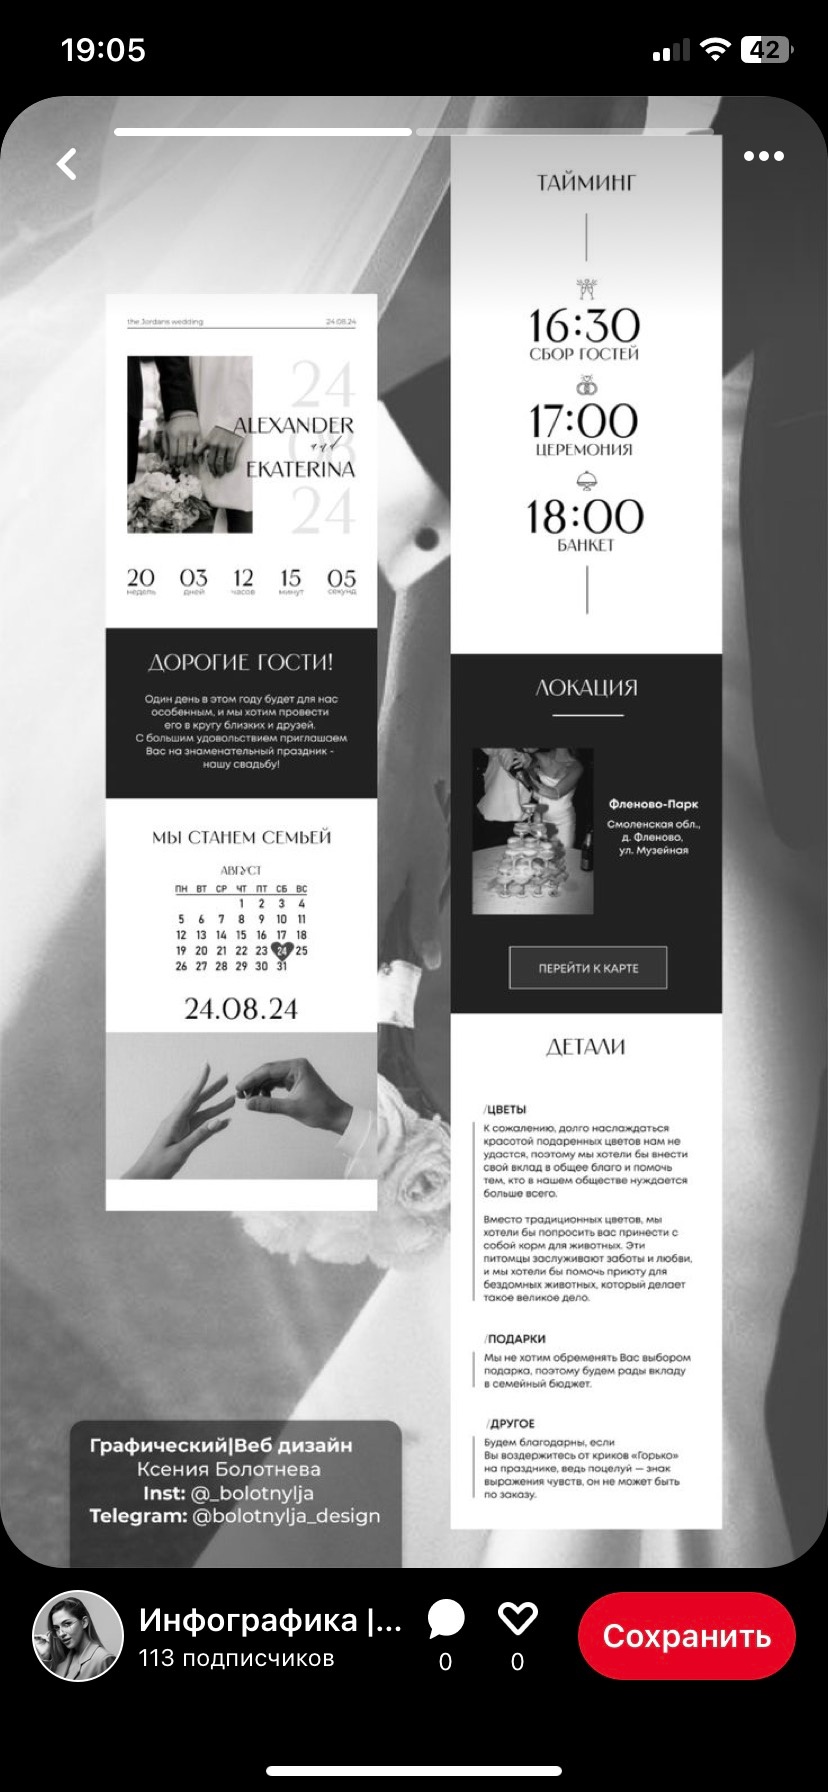 19:05
42
the Jordans wedding
24.08.24
24
08
24
ALEXANDER
and
EKATERINA
20 03 12 15 05
недель дней часов минут секунд
ДОРОГИЕ ГОСТИ!
Один день в этом году будет для нас
особенным, и мы хотим провести
его в кругу близких и друзей.
С большим удовольствием приглашаем
Вас на знаменательный праздник -
нашу свадьбу!
МЫ СТАНЕМ СЕМЬЕЙ
АВГУСТ
ПН ВТ СР ЧТ ПТ СБ ВС
1 2 3 4
5 6 7 8 9 10 11
12 13 14 15 16 17 18
19 20 21 22 23 24 25
26 27 28 29 30 31
24.08.24
ТАЙМИНГ
16:30
СБОР ГОСТЕЙ
17:00
ЦЕРЕМОНИЯ
18:00
БАНКЕТ
ЛОКАЦИЯ
Фленово-Парк
Смоленская обл.,
д. Фленово,
ул. Музейная
ПЕРЕЙТИ К КАРТЕ
ДЕТАЛИ
/ЦВЕТЫ
К сожалению, долго наслаждаться
красотой подаренных цветов нам не
удастся, поэтому мы хотели бы внести
свой вклад в общее благо и помочь
тем, кто в нашем обществе нуждается
больше всего.
Вместо традиционных цветов, мы
хотели бы попросить вас принести с
собой корм для животных. Эти
питомцы заслуживают заботы и любви,
и мы хотели бы помочь приюту для
бездомных животных, который делает
такое великое дело.
/ПОДАРКИ
Мы не хотим обременять Вас выбором
подарка, поэтому будем рады вкладу
в семейный бюджет.
/ДРУГОЕ
Будем благодарны, если
Вы воздержитесь от криков «Горько»
на празднике, ведь поцелуй — знак
выражения чувств, он не может быть
по заказу.
Графический|Веб дизайн
Ксения Болотнева
Inst: @_bolotnylja
Telegram: @bolotnylja_design
Инфографика |...
113 подписчиков
0
0
Сохранить